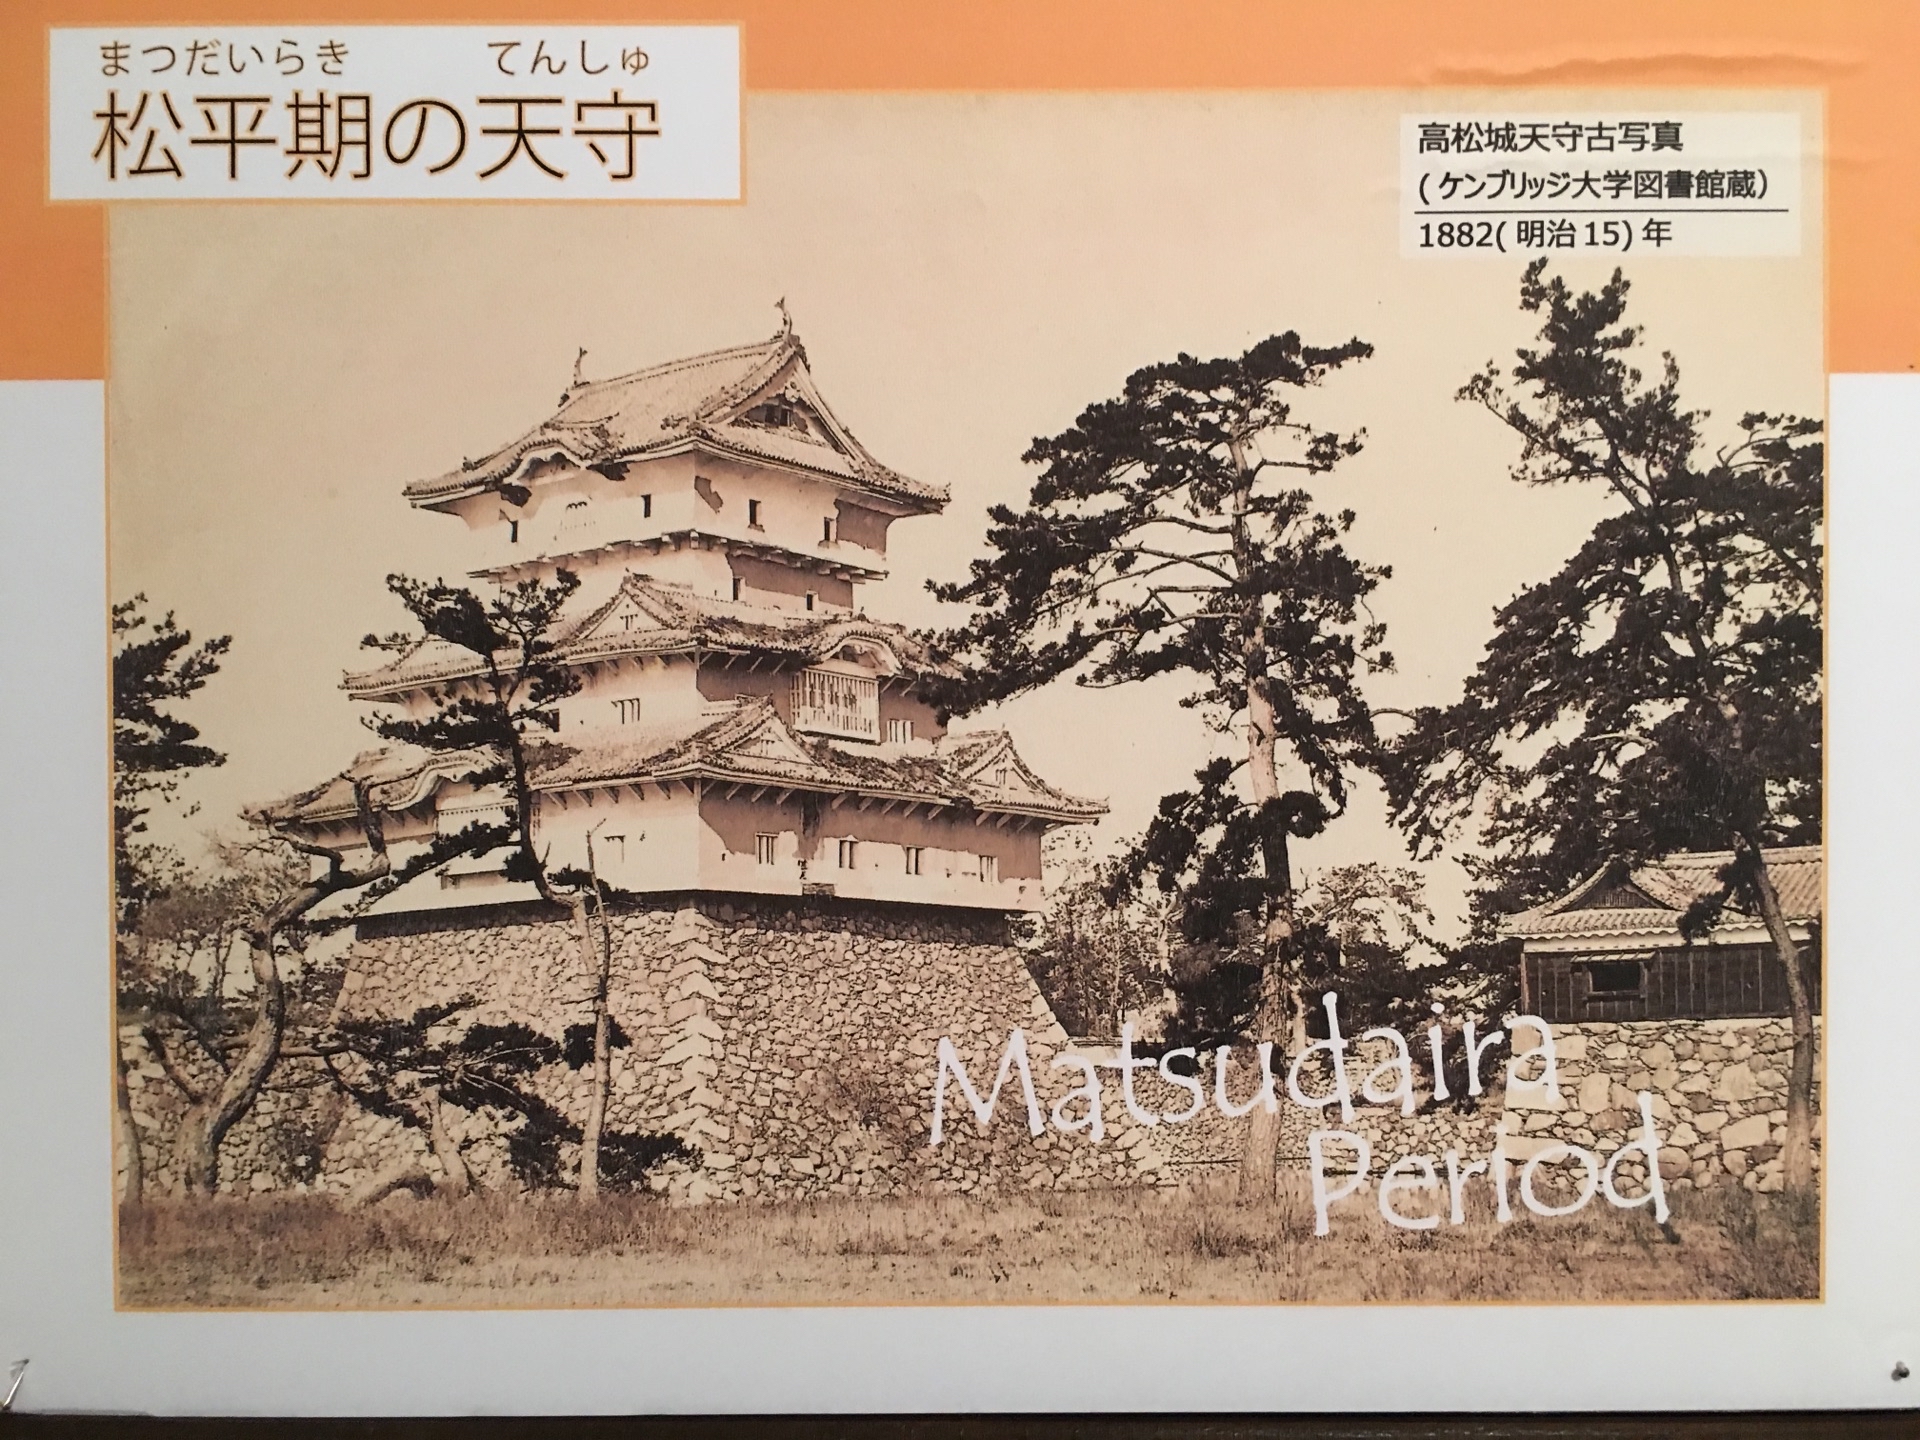 まつだいらき てんしゅ
松平期の天守
高松城天守古写真
(ケンブリッジ大学図書館蔵)
1882(明治15)年
Matsudaira
Period